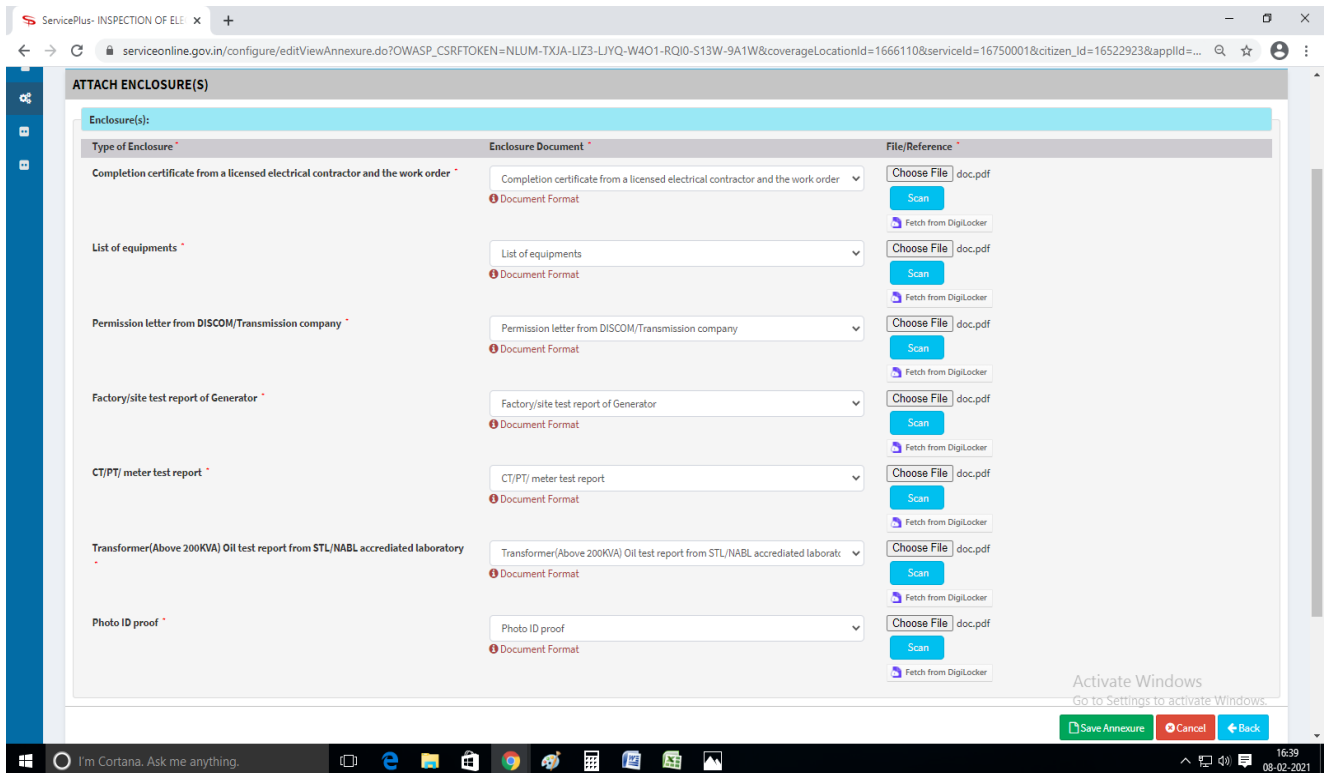 ServicePlus- INSPECTION OF ELE
serviceonline.gov.in/configure/editViewAnnexure.do?OWASP_CSRFTOKEN=NLUM-TXJA-LIZ3-LJYQ-W4O1-RQI0-S13W-9A1W&coverageLocationId=1666110&serviceId=16750001&citizen_Id=16522923&applId=...
ATTACH ENCLOSURE(S)
Enclosure(s):
Type of Enclosure * Enclosure Document * File/Reference *
Completion certificate from a licensed electrical contractor and the work order * Completion certificate from a licensed electrical contractor and the work order Choose File doc.pdf
Document Format Scan
Fetch from DigiLocker
List of equipments * List of equipments Choose File doc.pdf
Document Format Scan
Fetch from DigiLocker
Permission letter from DISCOM/Transmission company * Permission letter from DISCOM/Transmission company Choose File doc.pdf
Document Format Scan
Fetch from DigiLocker
Factory/site test report of Generator * Factory/site test report of Generator Choose File doc.pdf
Document Format Scan
Fetch from DigiLocker
CT/PT/ meter test report * CT/PT/ meter test report Choose File doc.pdf
Document Format Scan
Fetch from DigiLocker
Transformer(Above 200KVA) Oil test report from STL/NABL accrediated laboratory * Transformer(Above 200KVA) Oil test report from STL/NABL accrediated laborat Choose File doc.pdf
Document Format Scan
Fetch from DigiLocker
Photo ID proof * Photo ID proof Choose File doc.pdf
Document Format Scan
Fetch from DigiLocker
Activate Windows
Go to Settings to activate Windows.
Save Annexure Cancel Back
I'm Cortana. Ask me anything.
16:39
08-02-2021